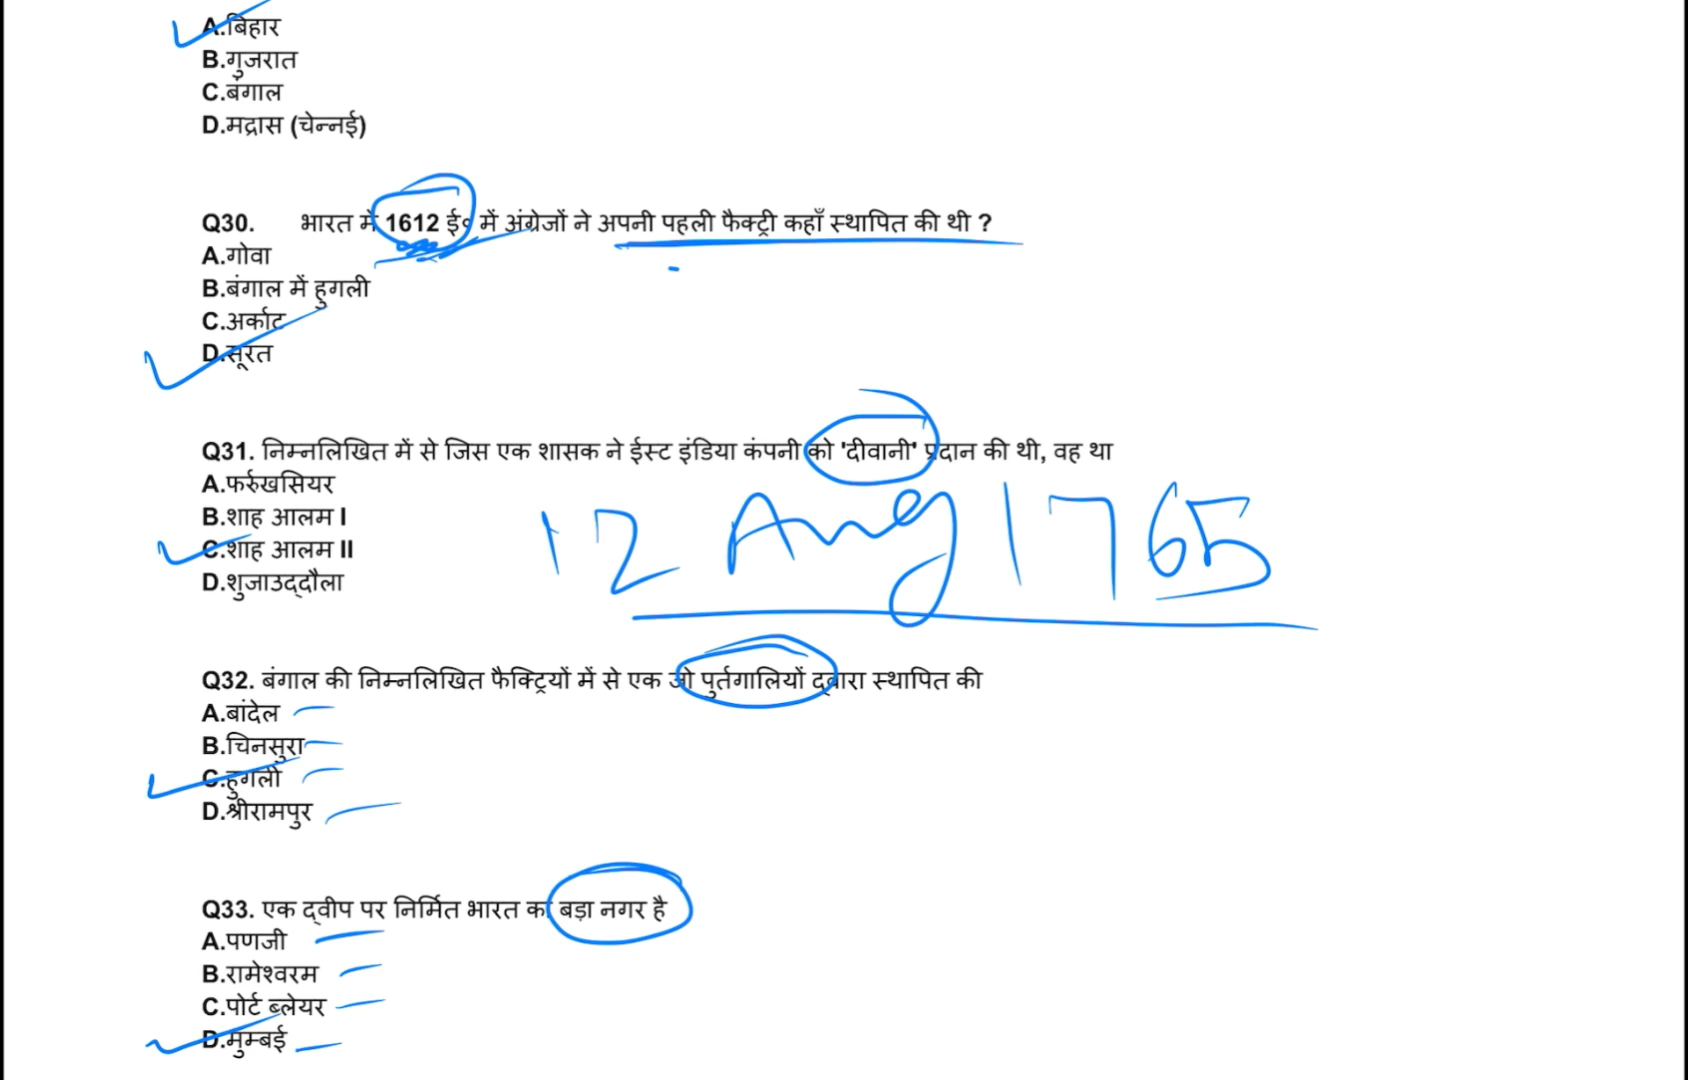 A.बिहार
B.गुजरात
C.बंगाल
D.मद्रास (चेन्नई)
Q30. भारत में 1612 ई॰ में अंग्रेजों ने अपनी पहली फैक्ट्री कहाँ स्थापित की थी ?
A.गोवा
B.बंगाल में हुगली
C.अर्काट
D.सूरत
Q31. निम्नलिखित में से जिस एक शासक ने ईस्ट इंडिया कंपनी को 'दीवानी' प्रदान की थी, वह था
A.फर्रुखसियर
B.शाह आलम I
C.शाह आलम II
12 Aug 1765
D.शुजाउद्दौला
Q32. बंगाल की निम्नलिखित फैक्ट्रियों में से एक जो पुर्तगालियों द्वारा स्थापित की
A.बांदेल
B.चिनसुरा
C.हुगली
D.श्रीरामपुर
Q33. एक द्वीप पर निर्मित भारत का बड़ा नगर है
A.पणजी
B.रामेश्वरम
C.पोर्ट ब्लेयर
D.मुम्बई